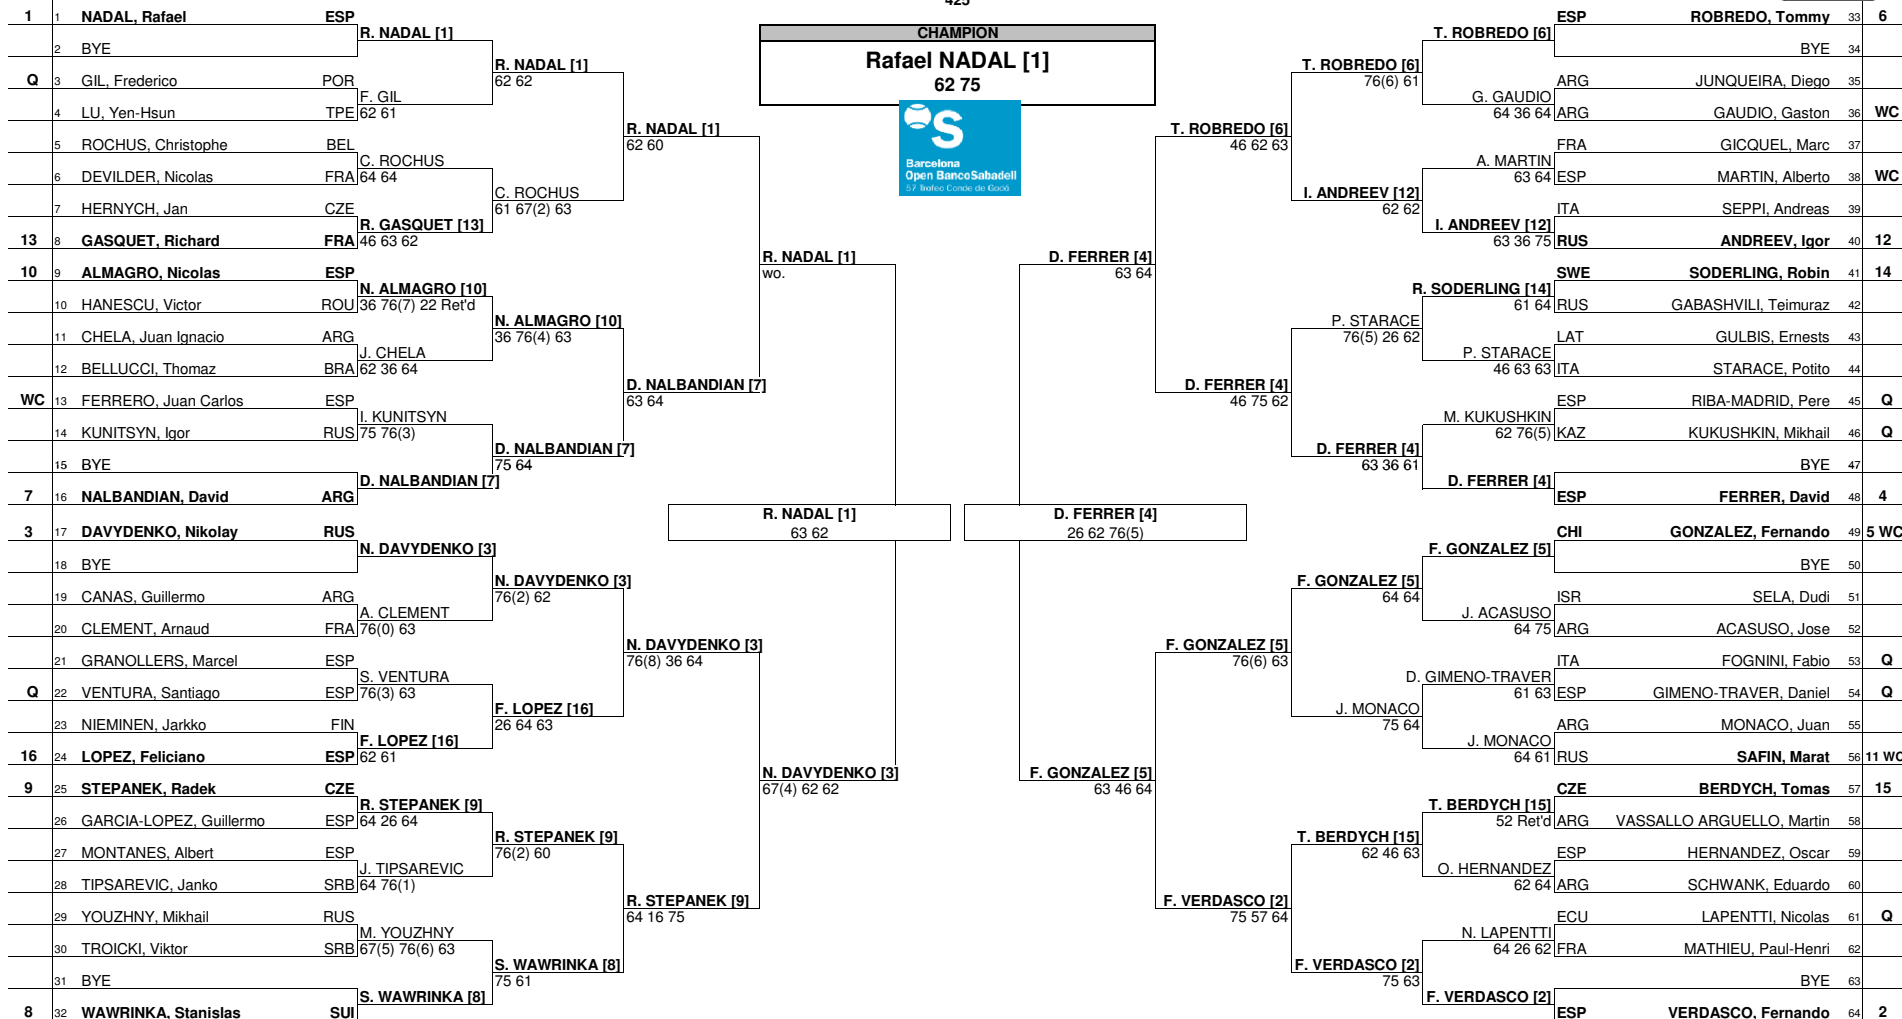 425
CHAMPION
Rafael NADAL [1]
62 75
S
Barcelona
Open BancoSabadell
57 Trofeo Conde de Godó
1 1 NADAL, Rafael ESP
2 BYE
Q 3 GIL, Frederico POR
4 LU, Yen-Hsun TPE
5 ROCHUS, Christophe BEL
6 DEVILDER, Nicolas FRA
7 HERNYCH, Jan CZE
13 8 GASQUET, Richard FRA
10 9 ALMAGRO, Nicolas ESP
10 HANESCU, Victor ROU
11 CHELA, Juan Ignacio ARG
12 BELLUCCI, Thomaz BRA
WC 13 FERRERO, Juan Carlos ESP
14 KUNITSYN, Igor RUS
15 BYE
7 16 NALBANDIAN, David ARG
3 17 DAVYDENKO, Nikolay RUS
18 BYE
19 CANAS, Guillermo ARG
20 CLEMENT, Arnaud FRA
21 GRANOLLERS, Marcel ESP
Q 22 VENTURA, Santiago ESP
23 NIEMINEN, Jarkko FIN
16 24 LOPEZ, Feliciano ESP
9 25 STEPANEK, Radek CZE
26 GARCIA-LOPEZ, Guillermo ESP
27 MONTANES, Albert ESP
28 TIPSAREVIC, Janko SRB
29 YOUZHNY, Mikhail RUS
30 TROICKI, Viktor SRB
31 BYE
8 32 WAWRINKA, Stanislas SUI
R. NADAL [1]
F. GIL
62 61
C. ROCHUS
64 64
R. GASQUET [13]
46 63 62
N. ALMAGRO [10]
36 76(7) 22 Ret'd
J. CHELA
62 36 64
I. KUNITSYN
75 76(3)
D. NALBANDIAN [7]
N. DAVYDENKO [3]
A. CLEMENT
76(0) 63
S. VENTURA
76(3) 63
F. LOPEZ [16]
62 61
R. STEPANEK [9]
64 26 64
J. TIPSAREVIC
64 76(1)
M. YOUZHNY
67(5) 76(6) 63
S. WAWRINKA [8]
R. NADAL [1]
62 62
C. ROCHUS
61 67(2) 63
N. ALMAGRO [10]
36 76(4) 63
D. NALBANDIAN [7]
75 64
N. DAVYDENKO [3]
76(2) 62
F. LOPEZ [16]
26 64 63
R. STEPANEK [9]
76(2) 60
S. WAWRINKA [8]
75 61
R. NADAL [1]
62 60
D. NALBANDIAN [7]
63 64
N. DAVYDENKO [3]
76(8) 36 64
R. STEPANEK [9]
64 16 75
R. NADAL [1]
wo.
N. DAVYDENKO [3]
67(4) 62 62
R. NADAL [1]
63 62
D. FERRER [4]
26 62 76(5)
D. FERRER [4]
63 64
F. GONZALEZ [5]
63 46 64
T. ROBREDO [6]
46 62 63
D. FERRER [4]
46 75 62
F. GONZALEZ [5]
76(6) 63
F. VERDASCO [2]
75 57 64
T. ROBREDO [6]
76(6) 61
I. ANDREEV [12]
62 62
P. STARACE
76(5) 26 62
D. FERRER [4]
63 36 61
F. GONZALEZ [5]
64 64
J. MONACO
75 64
T. BERDYCH [15]
62 46 63
F. VERDASCO [2]
75 63
T. ROBREDO [6]
G. GAUDIO
64 36 64
A. MARTIN
63 64
I. ANDREEV [12]
63 36 75
R. SODERLING [14]
61 64
P. STARACE
46 63 63
M. KUKUSHKIN
62 76(5)
D. FERRER [4]
F. GONZALEZ [5]
J. ACASUSO
64 75
D. GIMENO-TRAVER
61 63
J. MONACO
64 61
T. BERDYCH [15]
52 Ret'd
O. HERNANDEZ
62 64
N. LAPENTTI
64 26 62
F. VERDASCO [2]
ESP ROBREDO, Tommy 33 6
BYE 34
ARG JUNQUEIRA, Diego 35
ARG GAUDIO, Gaston 36 WC
FRA GICQUEL, Marc 37
ESP MARTIN, Alberto 38 WC
ITA SEPPI, Andreas 39
RUS ANDREEV, Igor 40 12
SWE SODERLING, Robin 41 14
RUS GABASHVILI, Teimuraz 42
LAT GULBIS, Ernests 43
ITA STARACE, Potito 44
ESP RIBA-MADRID, Pere 45 Q
KAZ KUKUSHKIN, Mikhail 46 Q
BYE 47
ESP FERRER, David 48 4
CHI GONZALEZ, Fernando 49 5 WC
BYE 50
ISR SELA, Dudi 51
ARG ACASUSO, Jose 52
ITA FOGNINI, Fabio 53 Q
ESP GIMENO-TRAVER, Daniel 54 Q
ARG MONACO, Juan 55
RUS SAFIN, Marat 56 11 WC
CZE BERDYCH, Tomas 57 15
ARG VASSALLO ARGUELLO, Martin 58
ESP HERNANDEZ, Oscar 59
ARG SCHWANK, Eduardo 60
ECU LAPENTTI, Nicolas 61 Q
FRA MATHIEU, Paul-Henri 62
BYE 63
ESP VERDASCO, Fernando 64 2